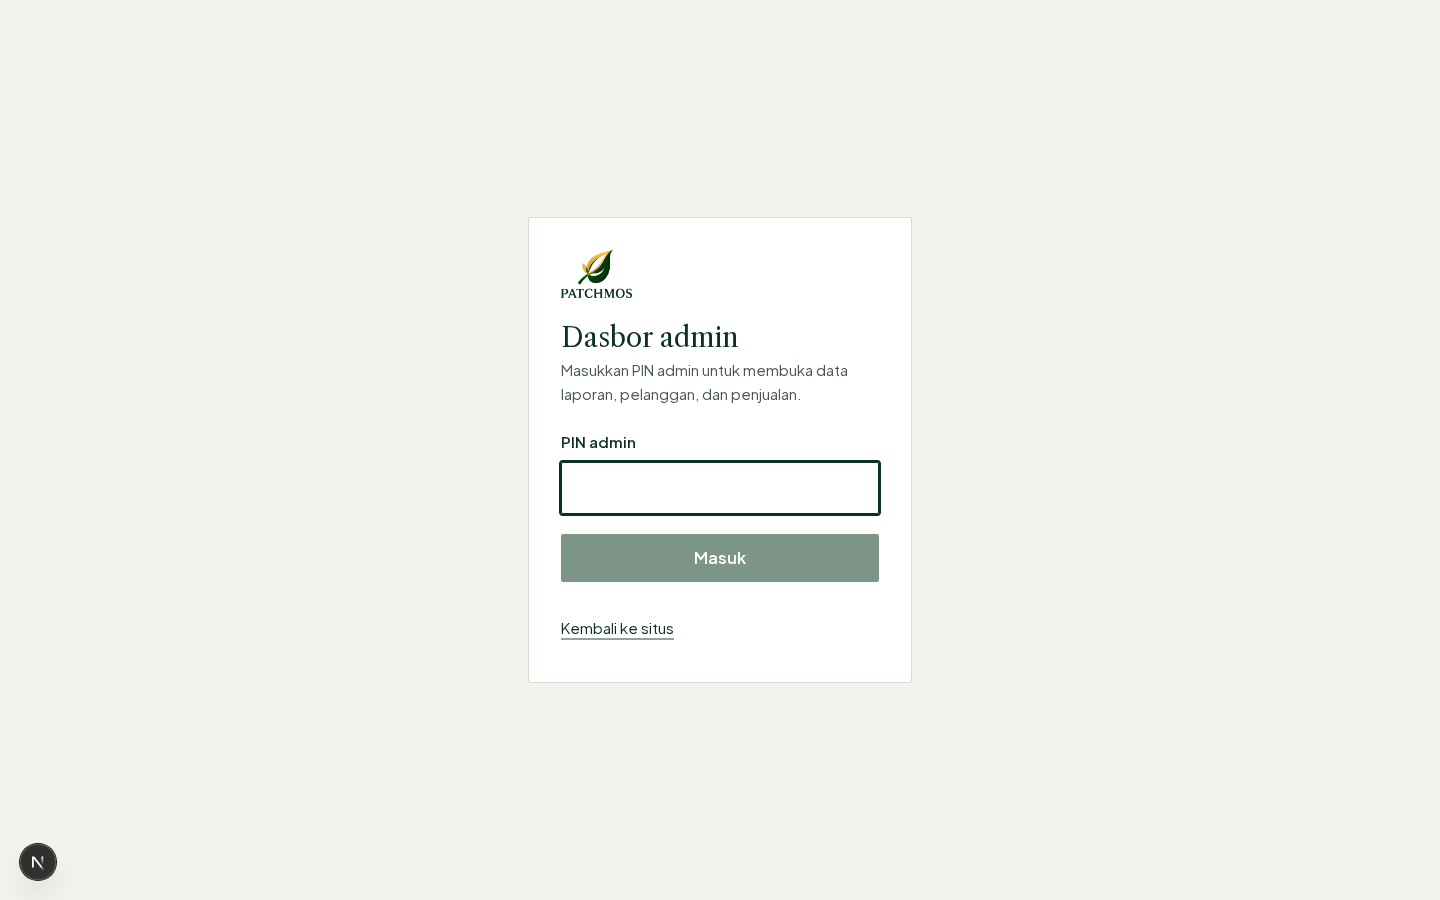 PATCHMOS
Dasbor admin
Masukkan PIN admin untuk membuka data
laporan, pelanggan, dan penjualan.
PIN admin
Masuk
Kembali ke situs
N